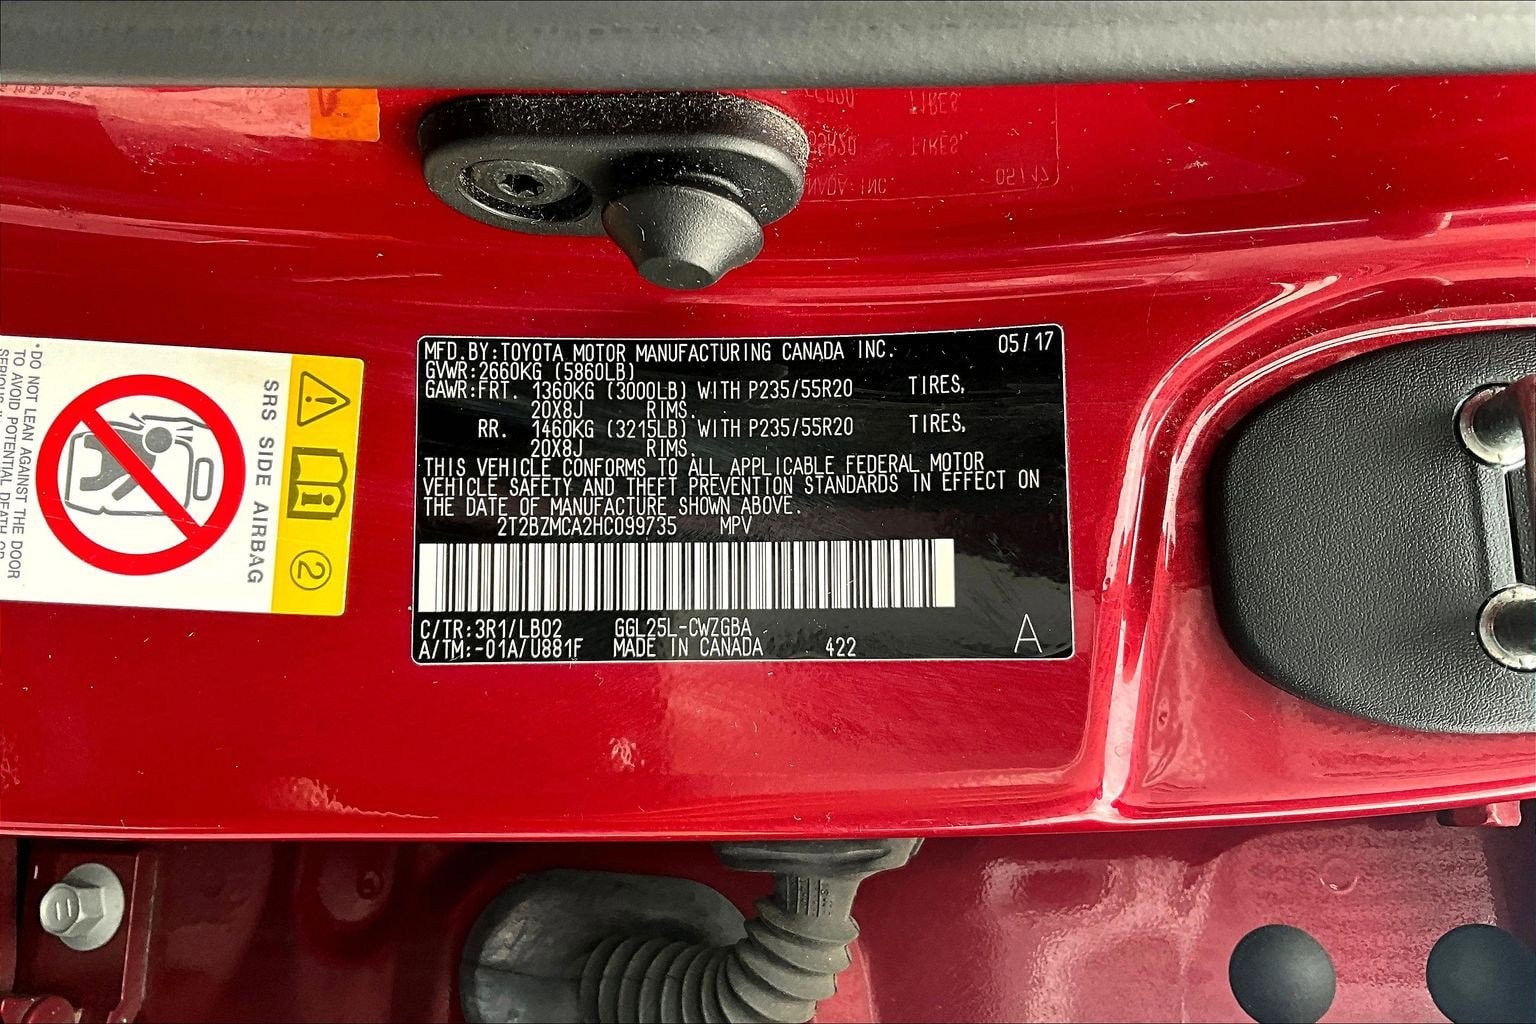 MFD.BY:TOYOTA MOTOR MANUFACTURING CANADA INC. 05/17
GVWR:2660KG (5860LB)
GAWR:FRT. 1360KG (3000LB) WITH P235/55R20 TIRES,
20X8J RIMS.
RR. 1460KG (3215LB) WITH P235/55R20 TIRES,
20X8J RIMS.
THIS VEHICLE CONFORMS TO ALL APPLICABLE FEDERAL MOTOR
VEHICLE SAFETY AND THEFT PREVENTION STANDARDS IN EFFECT ON
THE DATE OF MANUFACTURE SHOWN ABOVE.
2T2BZMCA2HC099735 MPV
C/TR:3R1/LB02 GGL25L-CWZGBA
A/TM:-01A/U881F MADE IN CANADA 422 A
2
SRS SIDE AIRBAG
•DO NOT LEAN AGAINST THE DOOR
TO AVOID POTENTIAL DEATH OR
SERIOUS